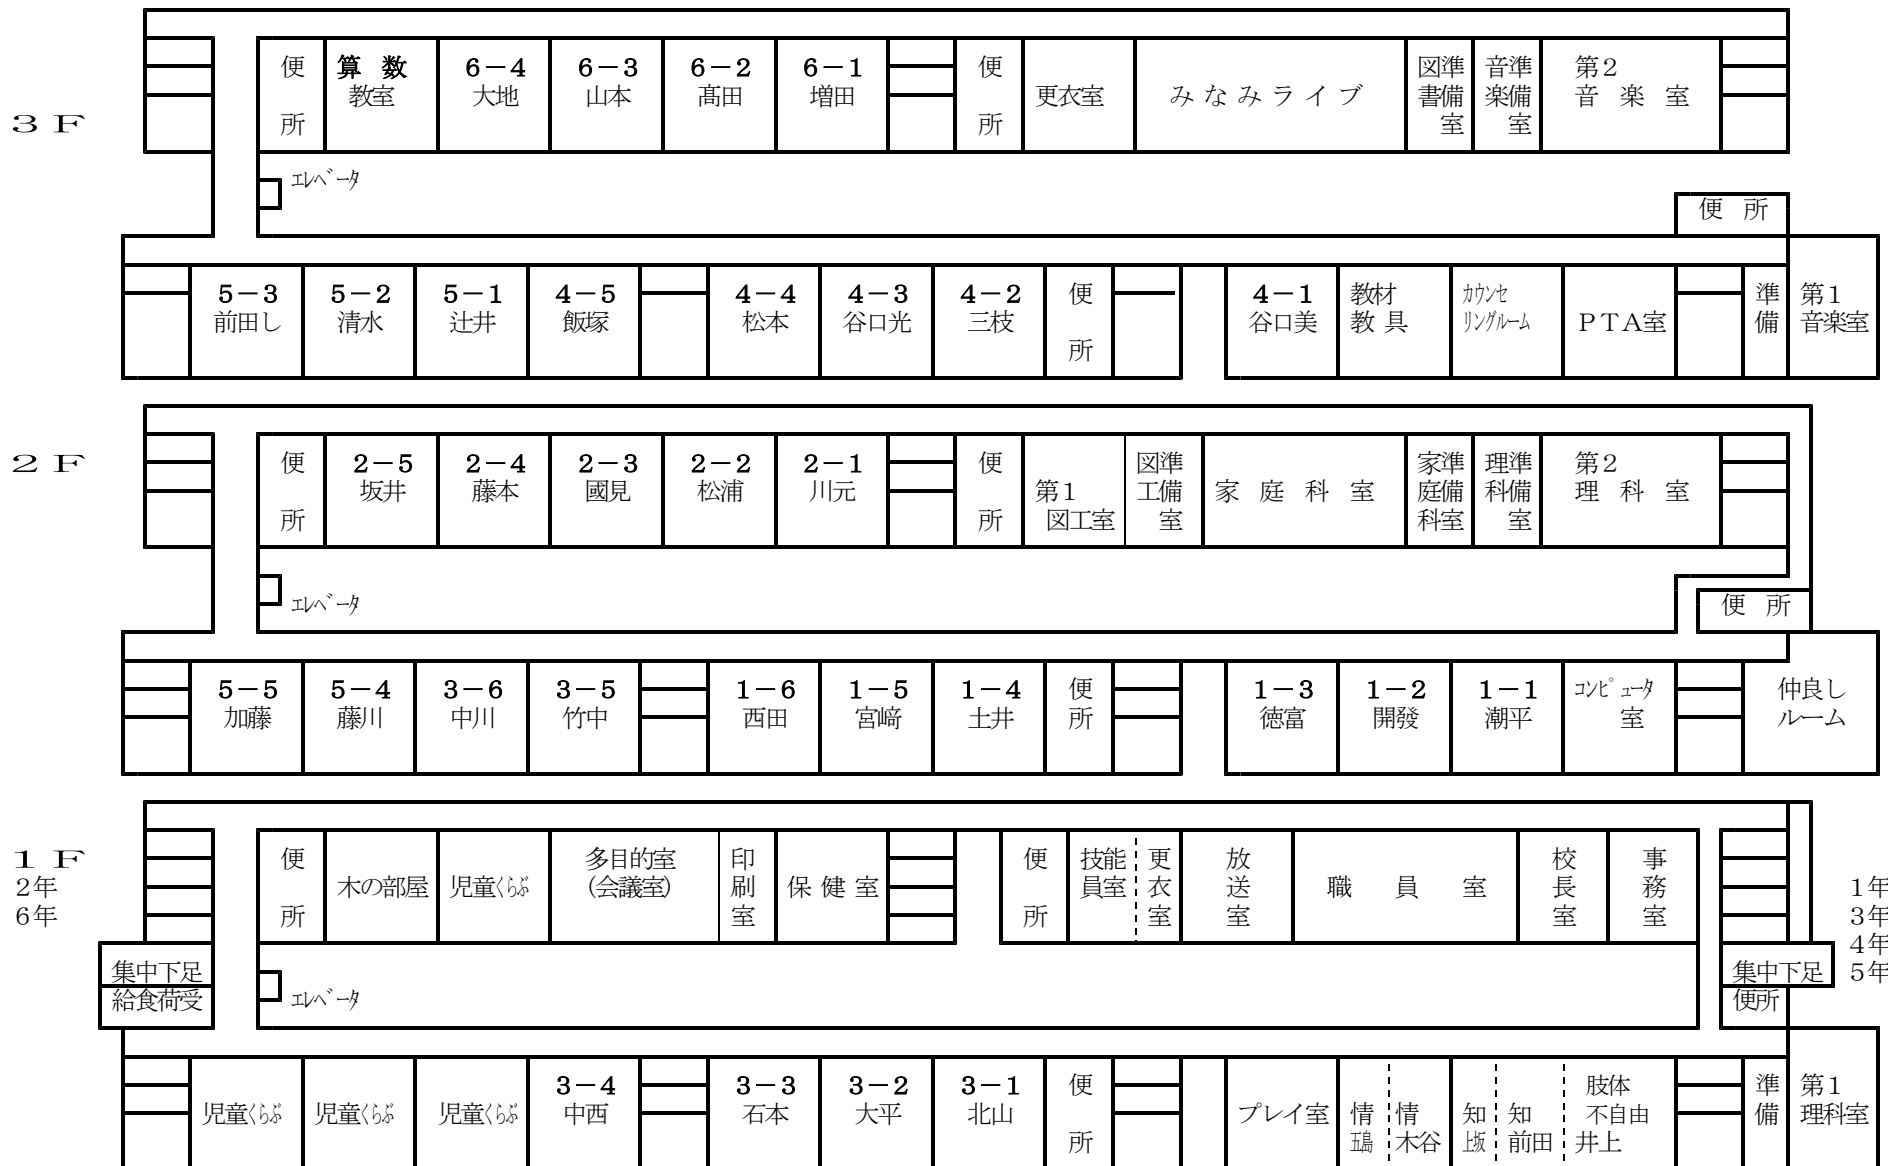 3F
便所
算数
教室
6－4
大地
6－3
山本
6－2
髙田
6－1
増田
便所
更衣室
みなみライブ
図書準備室
音楽準備室
第2
音楽室
エレベータ
便所
5－3
前田し
5－2
清水
5－1
辻井
4－5
飯塚
4－4
松本
4－3
谷口光
4－2
三枝
便所
4－1
谷口美
教材
教具
カウンセ
リングルーム
PTA室
準備
第1
音楽室
2F
便所
2－5
坂井
2－4
藤本
2－3
國見
2－2
松浦
2－1
川元
便所
第1
図工室
図工準備室
家庭科室
家庭科準備室
理科準備室
第2
理科室
エレベータ
便所
5－5
加藤
5－4
藤川
3－6
中川
3－5
竹中
1－6
西田
1－5
宮﨑
1－4
土井
便所
1－3
徳富
1－2
開發
1－1
潮平
コンピュータ
室
仲良し
ルーム
1F
2年
6年
便所
木の部屋
児童くらぶ
多目的室
(会議室)
印刷室
保健室
便所
技能
員室
更衣室
放送室
職員室
校長室
事務室
1年
3年
4年
5年
集中下足
給食荷受
エレベータ
集中下足
便所
児童くらぶ
児童くらぶ
児童くらぶ
3－4
中西
3－3
石本
3－2
大平
3－1
北山
便所
プレイ室
情
五島
情
木谷
知
上坂
知
前田
肢体
不自由
井上
準備
第1
理科室